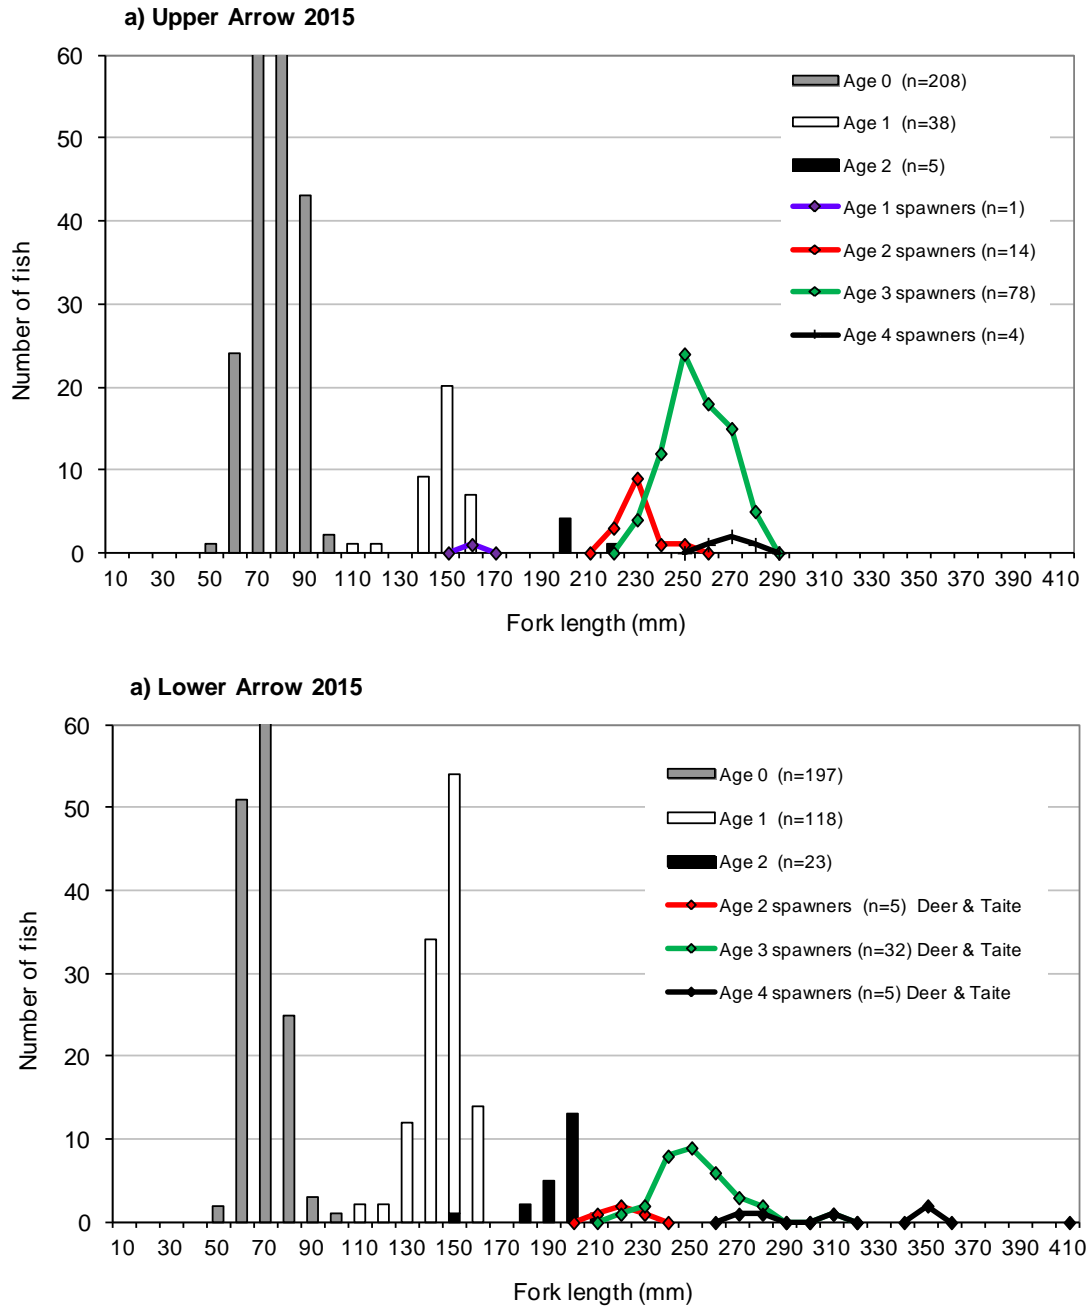 a) Upper Arrow 2015
60
50
40
30
20
10
0
Number of fish
Age 0 (n=208)
Age 1 (n=38)
Age 2 (n=5)
Age 1 spawners (n=1)
Age 2 spawners (n=14)
Age 3 spawners (n=78)
Age 4 spawners (n=4)
10 30 50 70 90 110 130 150 170 190 210 230 250 270 290 310 330 350 370 390 410
Fork length (mm)
a) Lower Arrow 2015
60
50
40
30
20
10
0
Number of fish
Age 0 (n=197)
Age 1 (n=118)
Age 2 (n=23)
Age 2 spawners (n=5) Deer & Taite
Age 3 spawners (n=32) Deer & Taite
Age 4 spawners (n=5) Deer & Taite
10 30 50 70 90 110 130 150 170 190 210 230 250 270 290 310 330 350 370 390 410
Fork length (mm)